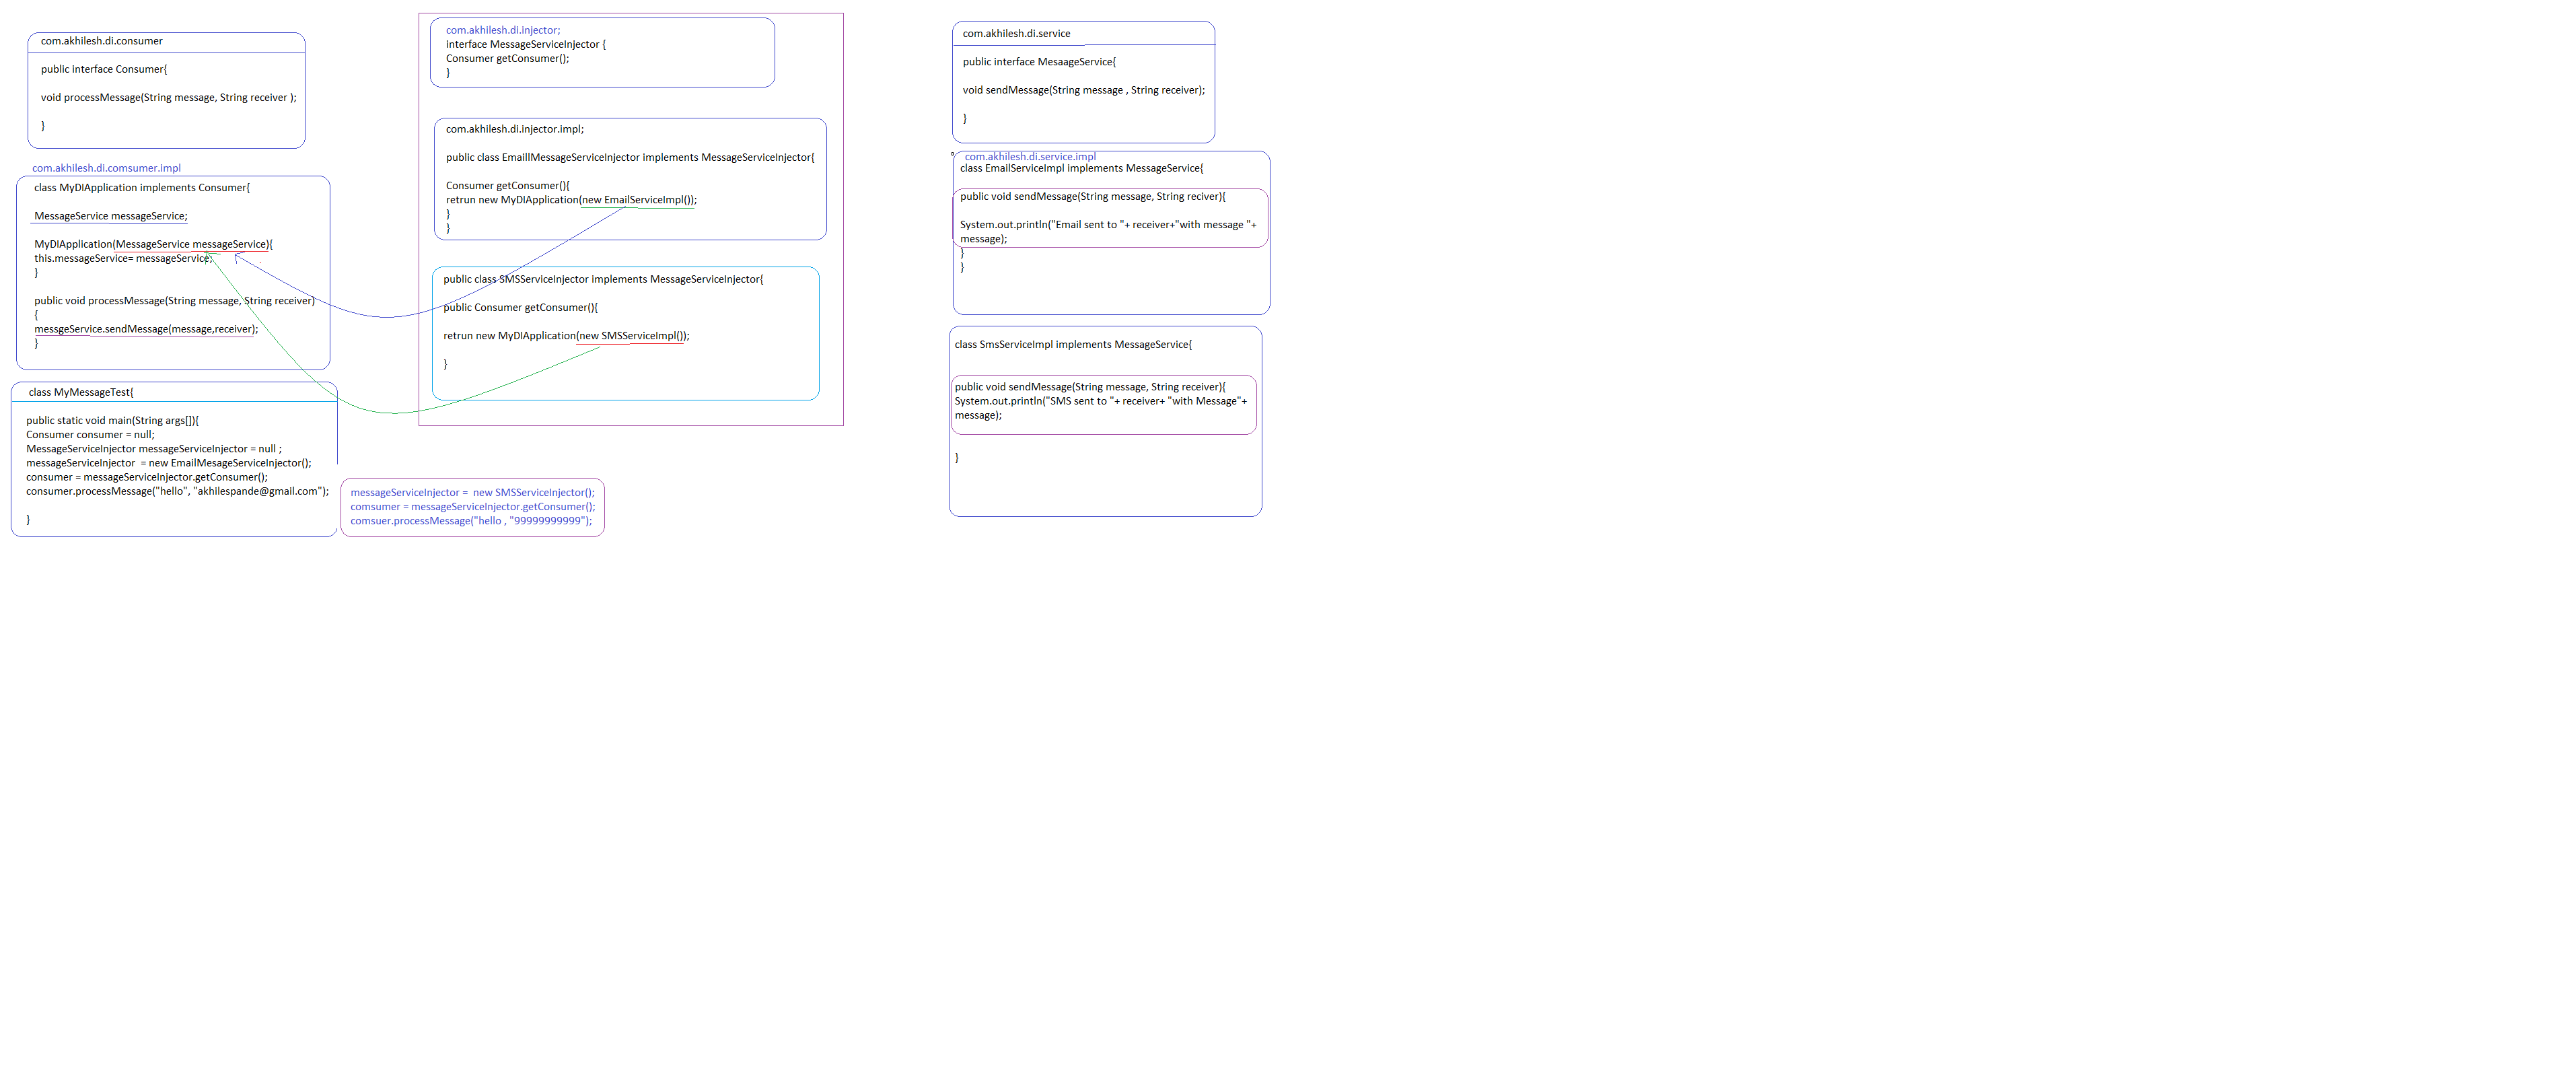 com.akhilesh.di.consumer
public interface Consumer{
void processMessage(String message, String receiver );
}
com.akhilesh.di.comsumer.impl
class MyDIApplication implements Consumer{
MessageService messageService;
MyDIApplication(MessageService messageService){
this.messageService= messageService;
}
public void processMessage(String message, String receiver)
{
messgeService.sendMessage(message,receiver);
}
class MyMessageTest{
public static void main(String args[]){
Consumer consumer = null;
MessageServiceInjector messageServiceInjector = null ;
messageServiceInjector  = new EmailMesageServiceInjector();
consumer = messageServiceInjector.getConsumer();
consumer.processMessage("hello", "akhilespande@gmail.com");
}
messageServiceInjector =  new SMSServiceInjector();
comsumer = messageServiceInjector.getConsumer();
comsuer.processMessage("hello , "99999999999");
com.akhilesh.di.injector;
interface MessageServiceInjector {
Consumer getConsumer();
}
com.akhilesh.di.injector.impl;
public class EmaillMessageServiceInjector implements MessageServiceInjector{
Consumer getConsumer(){
retrun new MyDIApplication(new EmailServiceImpl());
}
}
public class SMSServiceInjector implements MessageServiceInjector{
public Consumer getConsumer(){
retrun new MyDIApplication(new SMSServiceImpl());
}
com.akhilesh.di.service
public interface MesaageService{
void sendMessage(String message , String receiver);
}
com.akhilesh.di.service.impl
class EmailServiceImpl implements MessageService{
public void sendMessage(String message, String reciver){
System.out.println("Email sent to "+ receiver+"with message "+
message);
}
}
class SmsServiceImpl implements MessageService{
public void sendMessage(String message, String receiver){
System.out.println("SMS sent to "+ receiver+ "with Message"+
message);
}